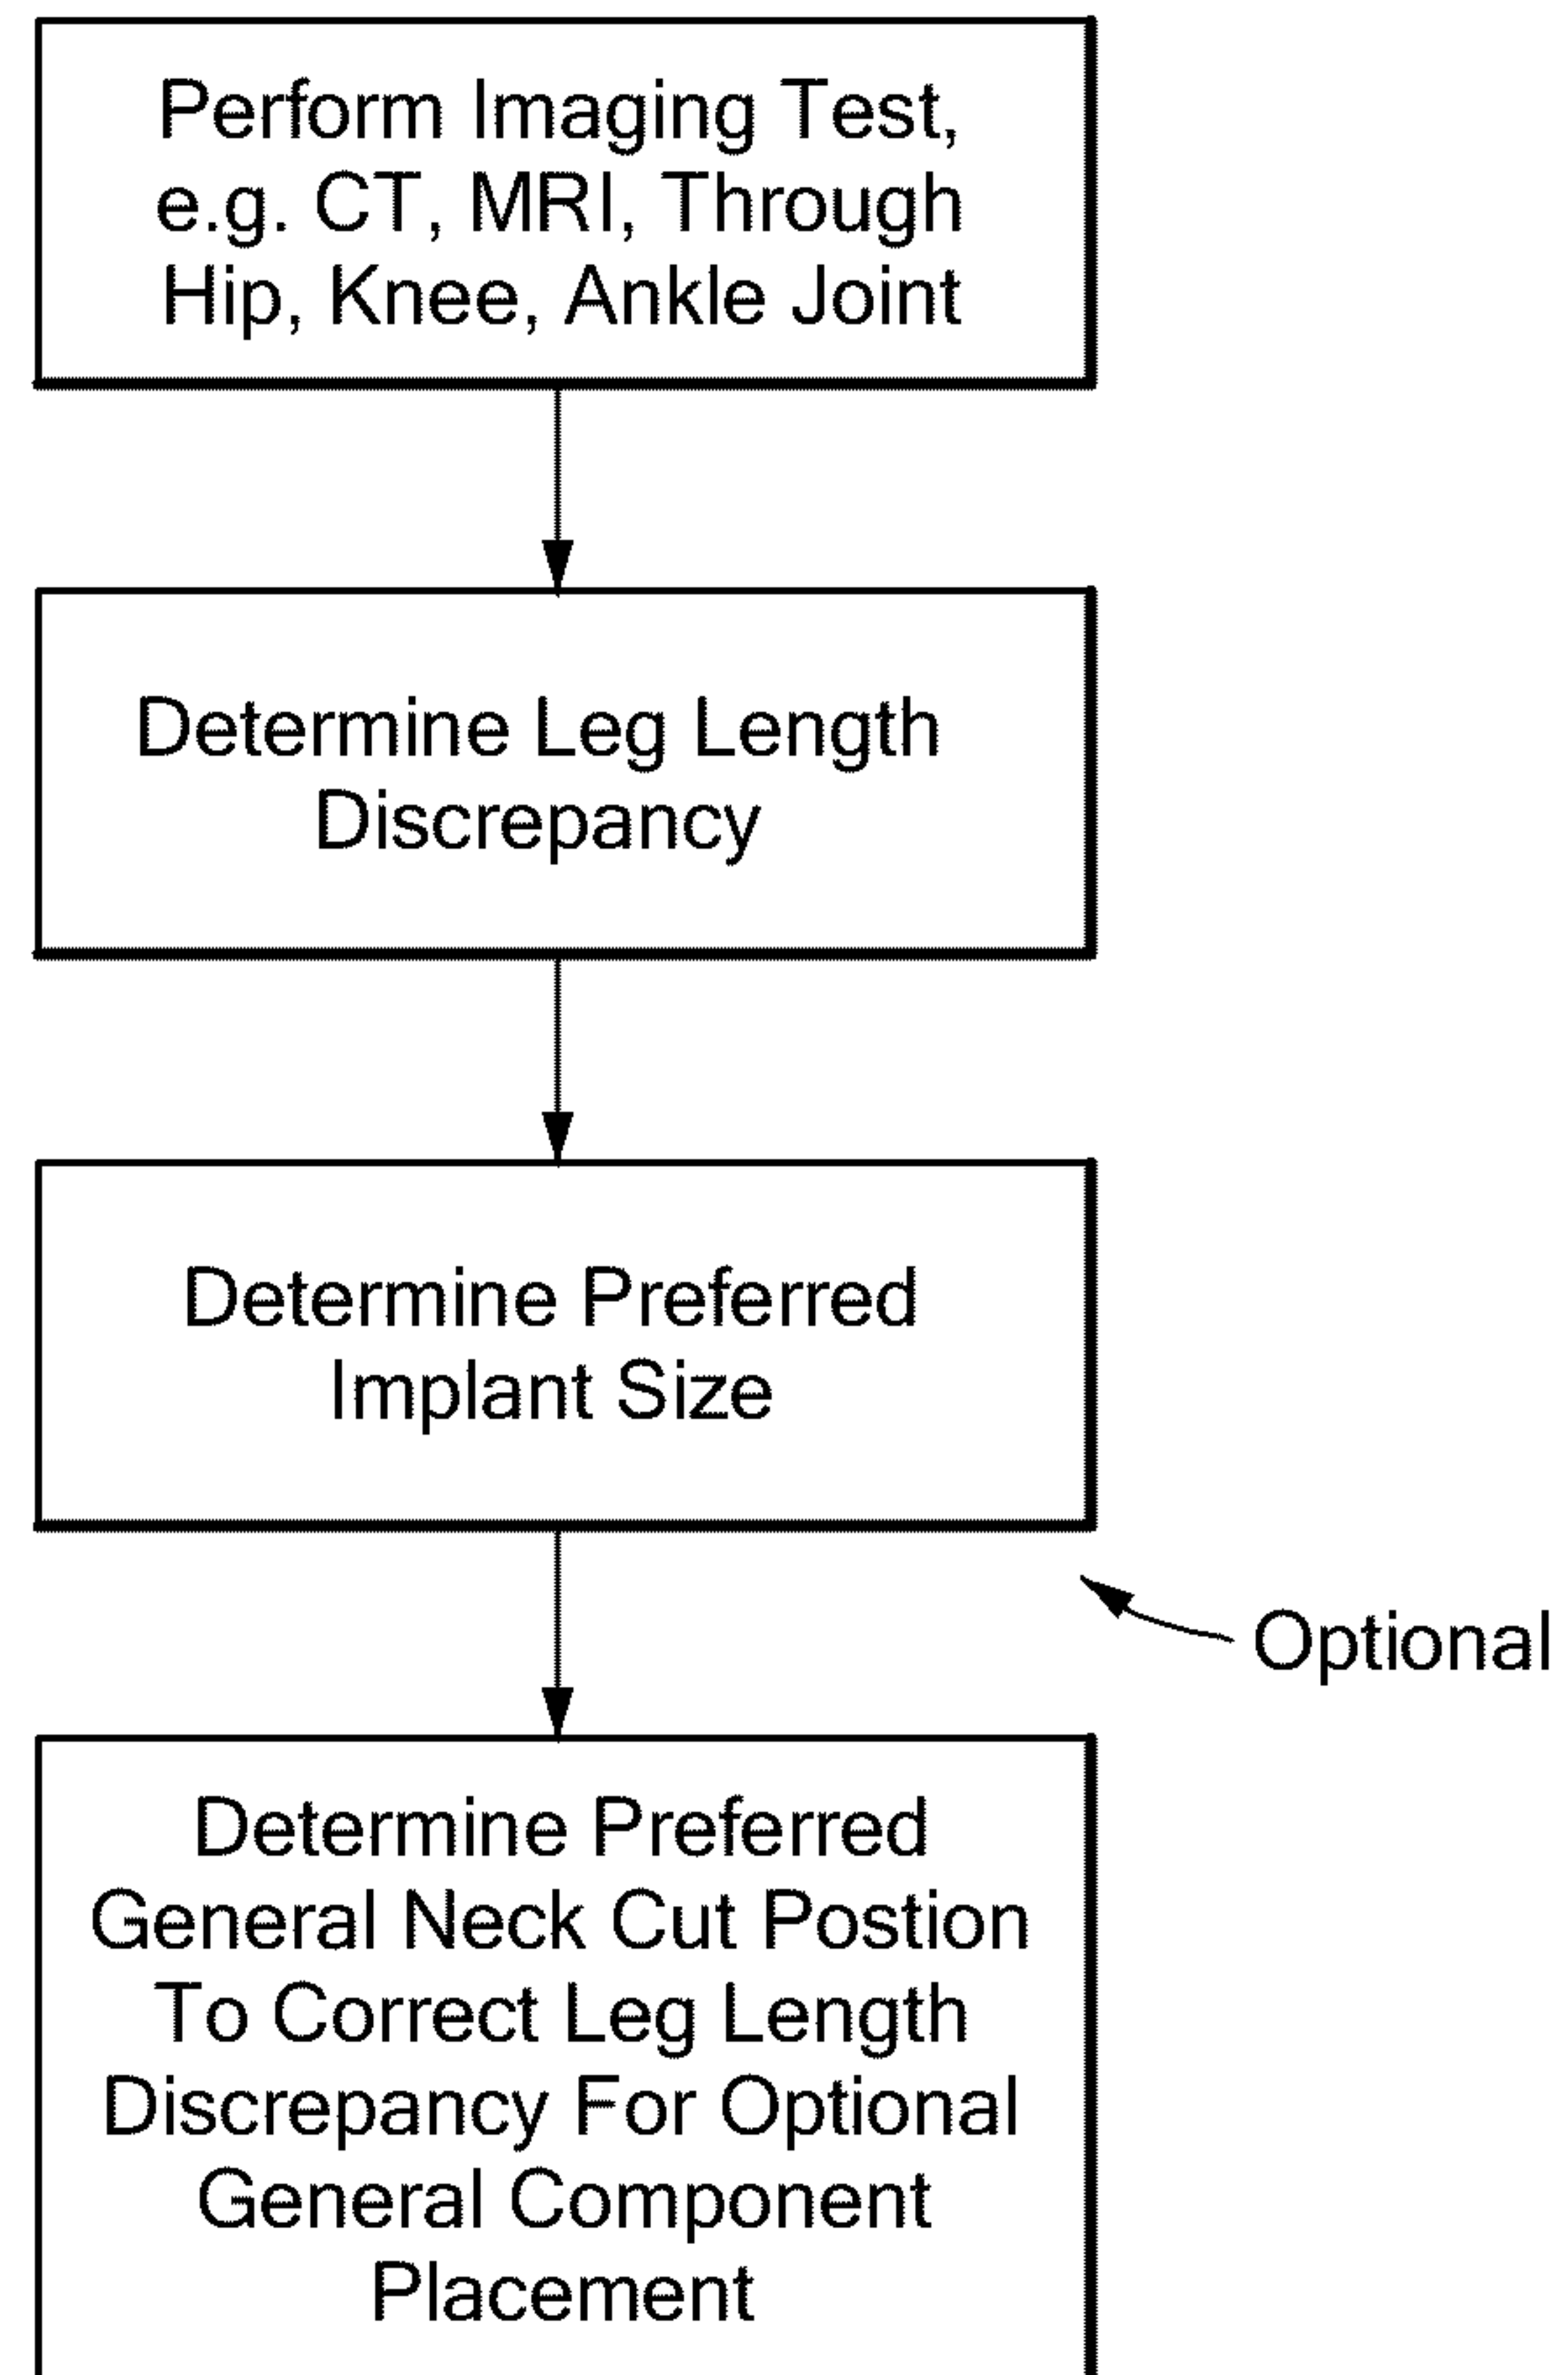 Perform Imaging Test,
e.g. CT, MRI, Through
Hip, Knee, Ankle Joint
Determine Leg Length
Discrepancy
Determine Preferred
Implant Size
Optional
Determine Preferred
General Neck Cut Postion
To Correct Leg Length
Discrepancy For Optional
General Component
Placement